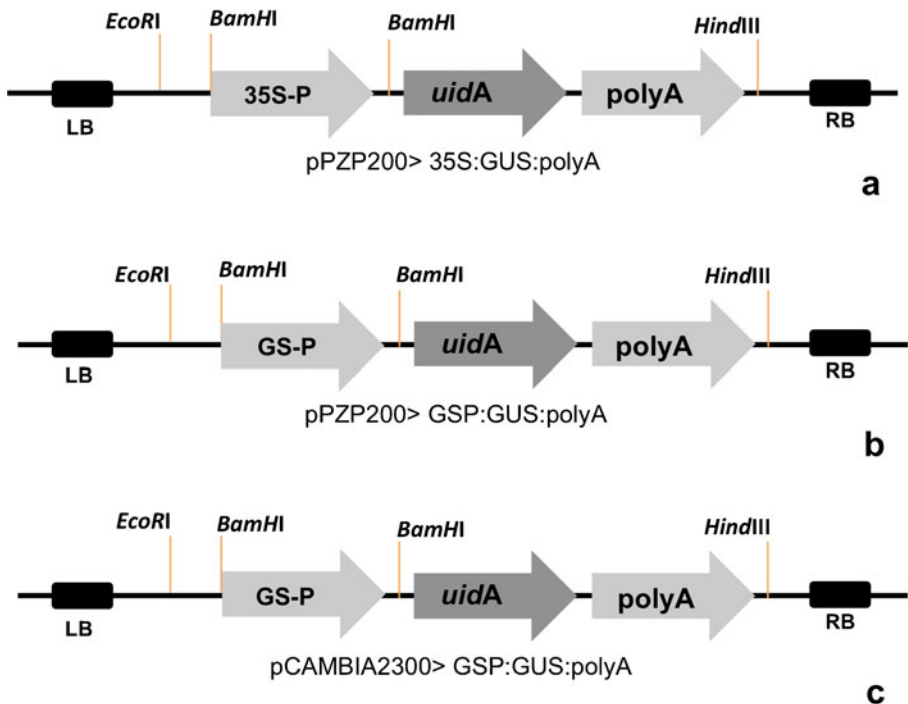 EcoRI BamHI BamHI HindIII
35S-P uidA polyA
LB RB
pPZP200> 35S:GUS:polyA
a
EcoRI BamHI BamHI HindIII
GS-P uidA polyA
LB RB
pPZP200> GSP:GUS:polyA
b
EcoRI BamHI BamHI HindIII
GS-P uidA polyA
LB RB
pCAMBIA2300> GSP:GUS:polyA
c